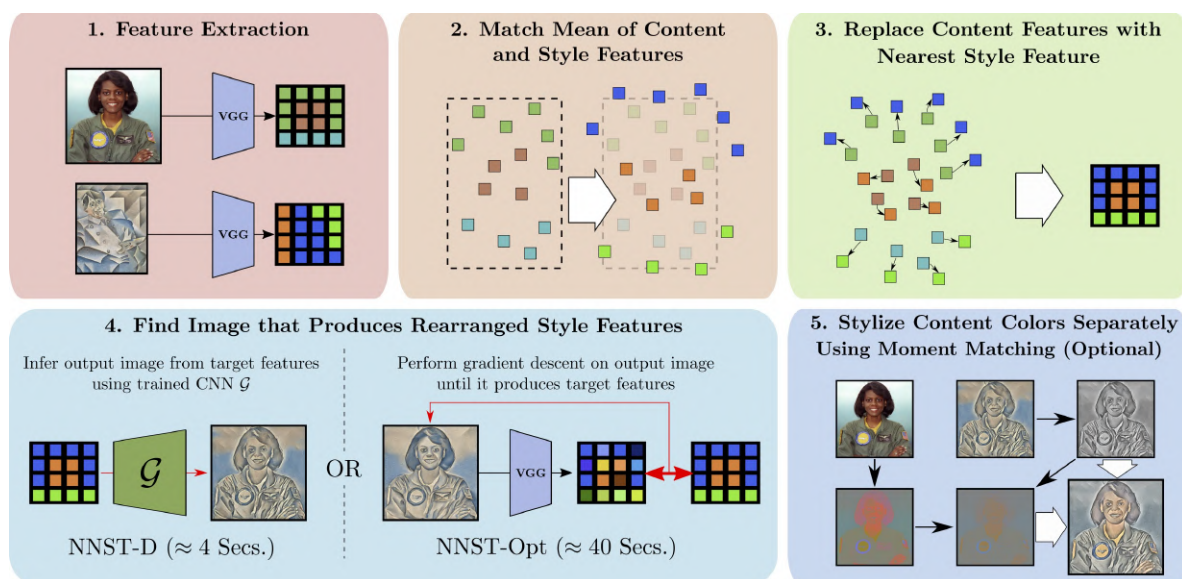 1. Feature Extraction
VGG
VGG
2. Match Mean of Content
and Style Features
3. Replace Content Features with
Nearest Style Feature
4. Find Image that Produces Rearranged Style Features
Infer output image from target features
using trained CNN 𝒢
𝒢
NNST-D (≈ 4 Secs.)
OR
Perform gradient descent on output image
until it produces target features
VGG
NNST-Opt (≈ 40 Secs.)
5. Stylize Content Colors Separately
Using Moment Matching (Optional)